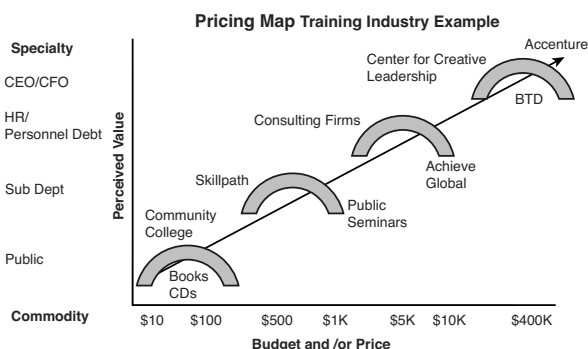 Pricing Map Training Industry Example
Specialty
Accenture
Center for Creative
Leadership
CEO/CFO
BTD
HR/
Personnel Debt
Consulting Firms
Achieve
Global
Perceived Value
Sub Dept
Skillpath
Public
Seminars
Community
College
Public
Books
CDs
Commodity
$10 $100 $500 $1K $5K $10K $400K
Budget and /or Price